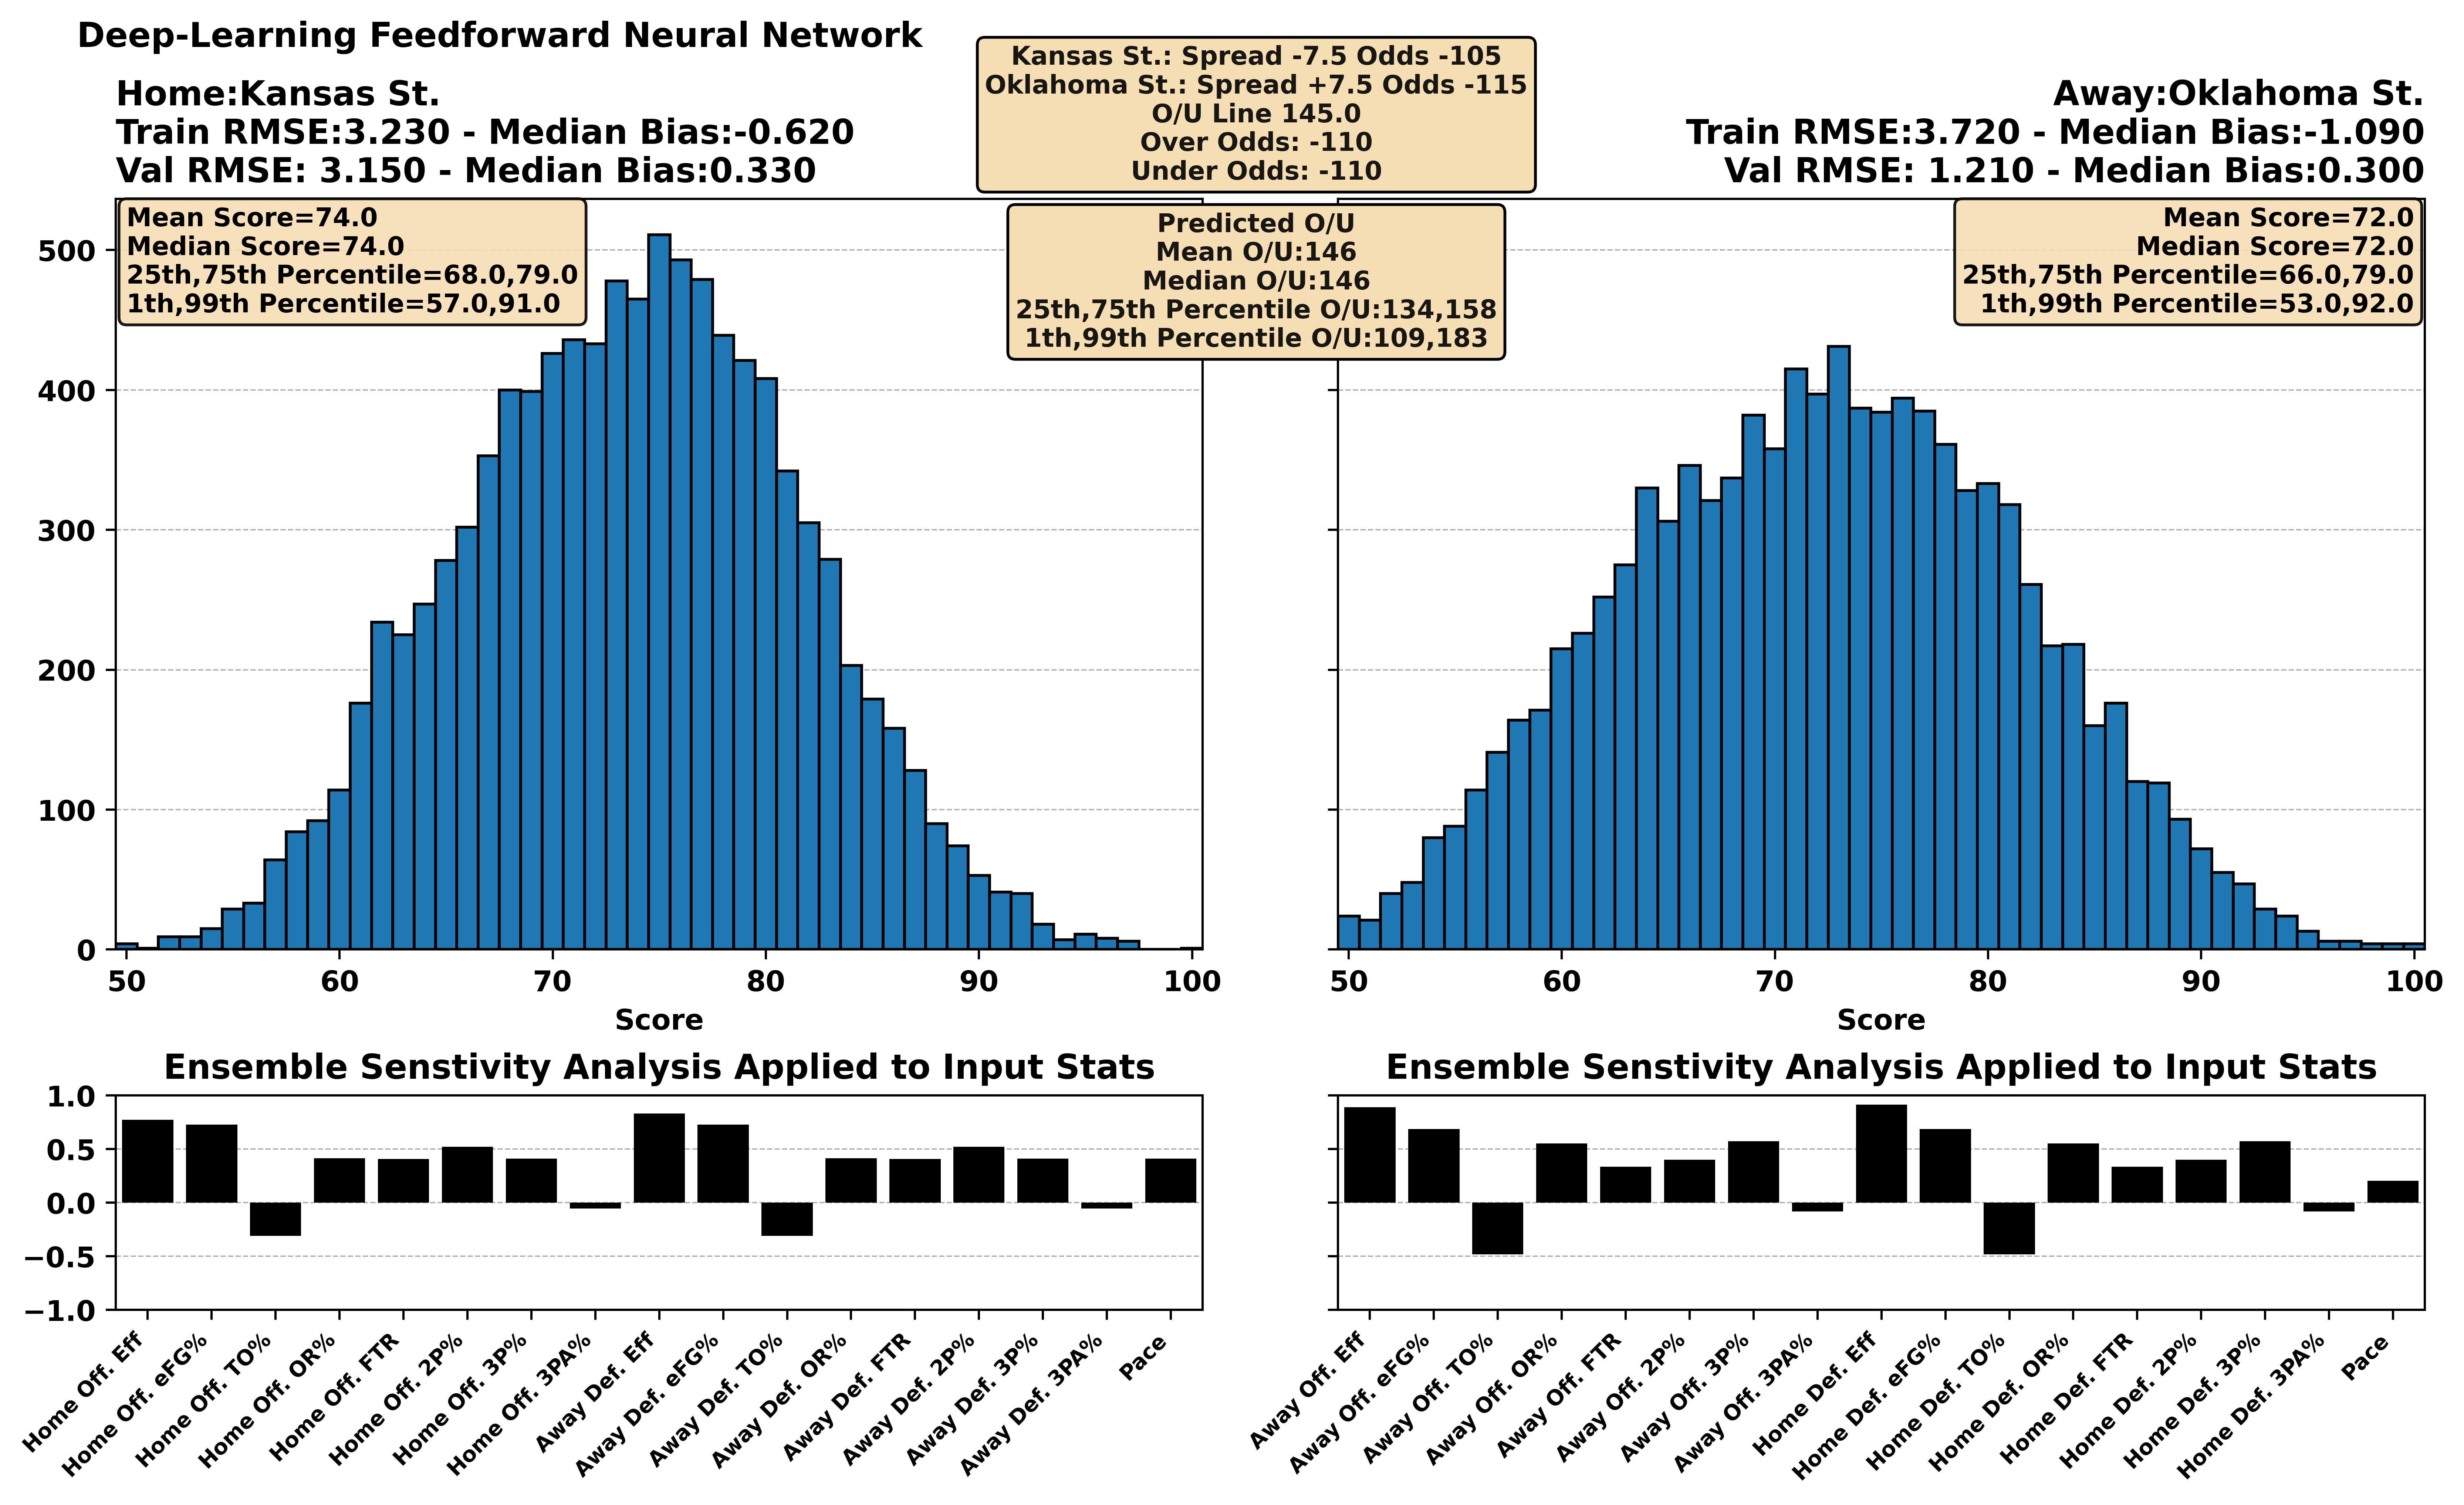 Deep-Learning Feedforward Neural Network
Home:Kansas St.
Train RMSE:3.230 - Median Bias:-0.620
Val RMSE: 3.150 - Median Bias:0.330
Kansas St.: Spread -7.5 Odds -105
Oklahoma St.: Spread +7.5 Odds -115
O/U Line 145.0
Over Odds: -110
Under Odds: -110
Away:Oklahoma St.
Train RMSE:3.720 - Median Bias:-1.090
Val RMSE: 1.210 - Median Bias:0.300
Mean Score=74.0
Median Score=74.0
25th,75th Percentile=68.0,79.0
1th,99th Percentile=57.0,91.0
Predicted O/U
Mean O/U:146
Median O/U:146
25th,75th Percentile O/U:134,158
1th,99th Percentile O/U:109,183
Mean Score=72.0
Median Score=72.0
25th,75th Percentile=66.0,79.0
1th,99th Percentile=53.0,92.0
500
400
300
200
100
0
50 60 70 80 90 100
Score
50 60 70 80 90 100
Score
Ensemble Senstivity Analysis Applied to Input Stats
1.0
0.5
0.0
−0.5
−1.0
Home Off. Eff
Home Off. eFG%
Home Off. TO%
Home Off. OR%
Home Off. FTR
Home Off. 2P%
Home Off. 3P%
Home Off. 3PA%
Away Def. Eff
Away Def. eFG%
Away Def. TO%
Away Def. OR%
Away Def. FTR
Away Def. 2P%
Away Def. 3P%
Away Def. 3PA%
Pace
Ensemble Senstivity Analysis Applied to Input Stats
Away Off. Eff
Away Off. eFG%
Away Off. TO%
Away Off. OR%
Away Off. FTR
Away Off. 2P%
Away Off. 3P%
Away Off. 3PA%
Home Def. Eff
Home Def. eFG%
Home Def. TO%
Home Def. OR%
Home Def. FTR
Home Def. 2P%
Home Def. 3P%
Home Def. 3PA%
Pace